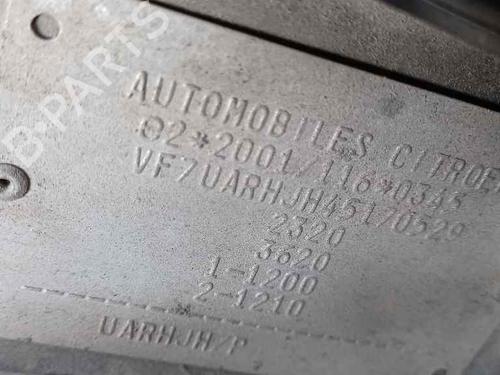 B-PARTS
AUTOMOBILES CITROE
e2*2001/116*0345
VF7UARHJH45170529
2320
3620
1-1200
2-1210
UARHJH/P